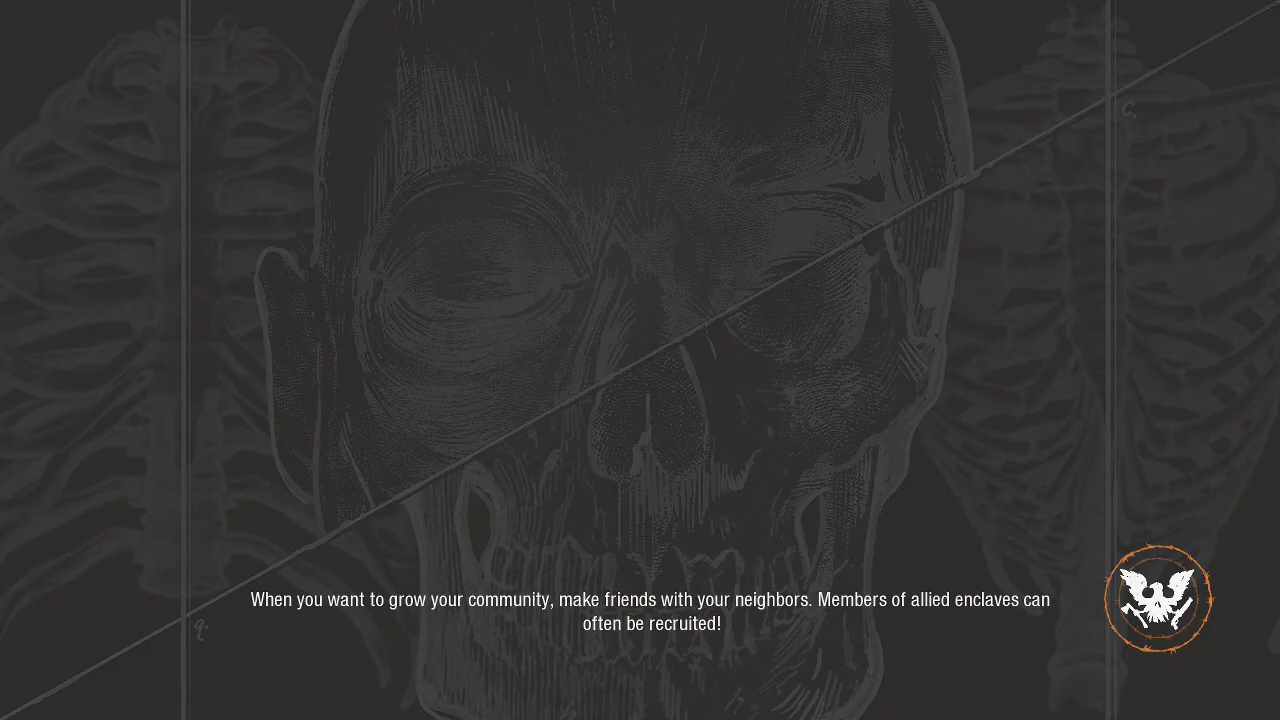 c.
When you want to grow your community, make friends with your neighbors. Members of allied enclaves can
often be recruited!
q.